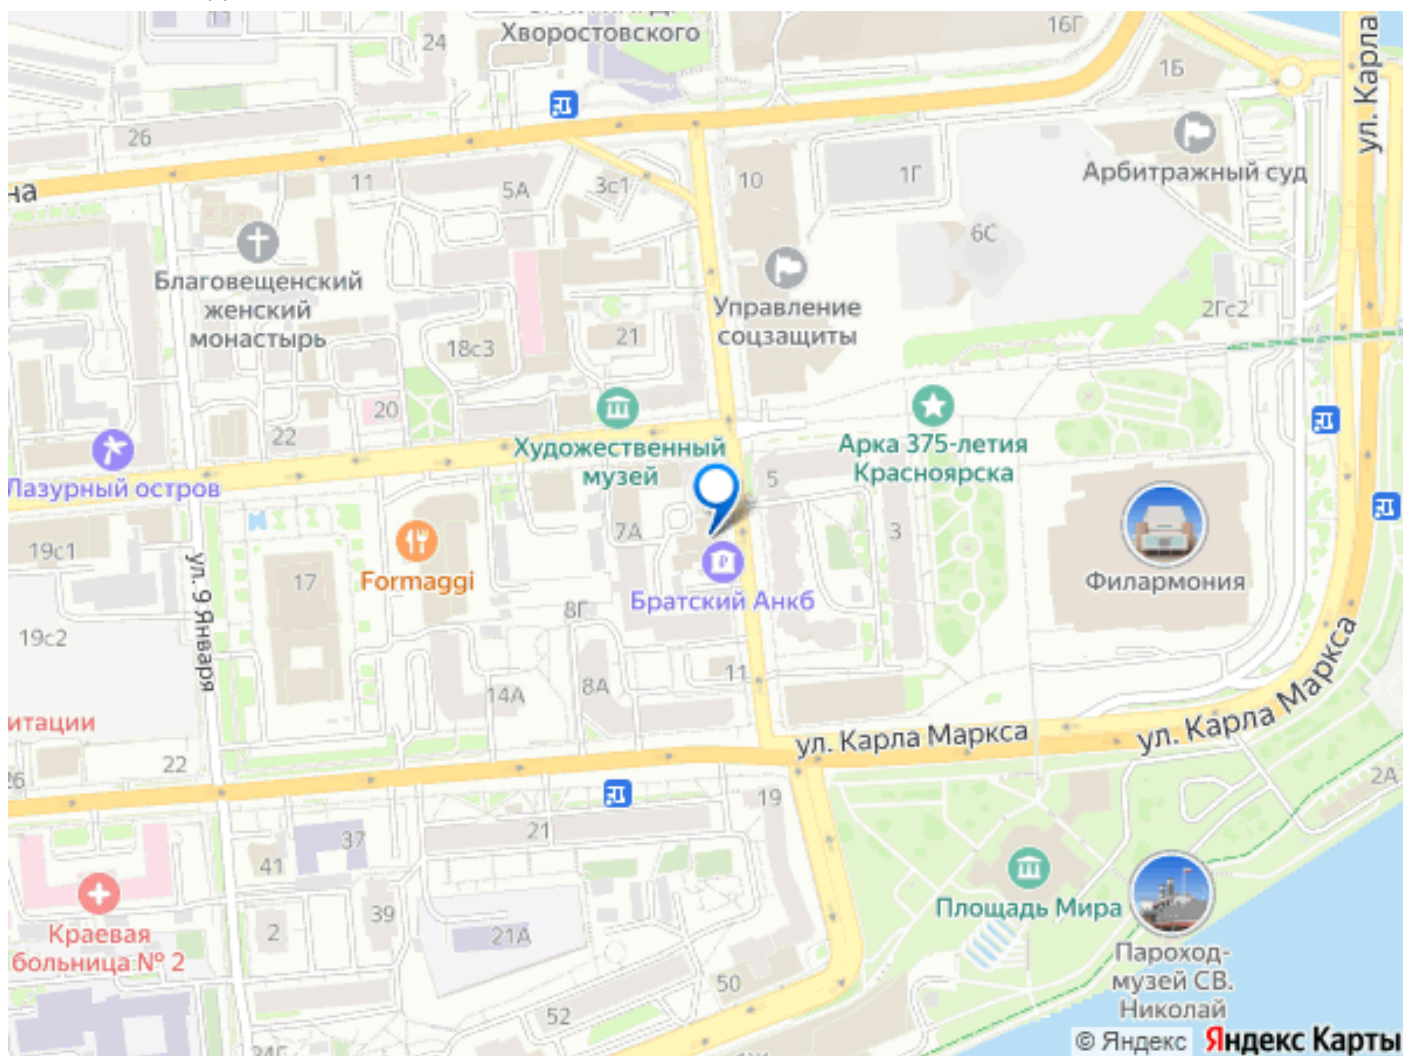 11
24
Хворостовского
16Г
1Б
ул. Карла
26
на
11
5А
3с1
10
1Г
Арбитражный суд
6С
Благовещенский
женский
монастырь
Управление
соцзащиты
2Гс2
18с3
21
20
22
Художественный
музей
Арка 375-летия
Красноярска
Лазурный остров
5
19с1
17
Formaggi
7А
3
Филармония
Братский Анкб
8Г
ул. 9 Января
19с2
14А
8А
11
итации
ул. Карла Маркса
ул. Карла Маркса
22
26
2А
19
21
37
41
39
Площадь Мира
2
21А
Краевая
больница № 2
Пароход-
музей СВ.
Николай
50
52
© Яндекс Яндекс Карты